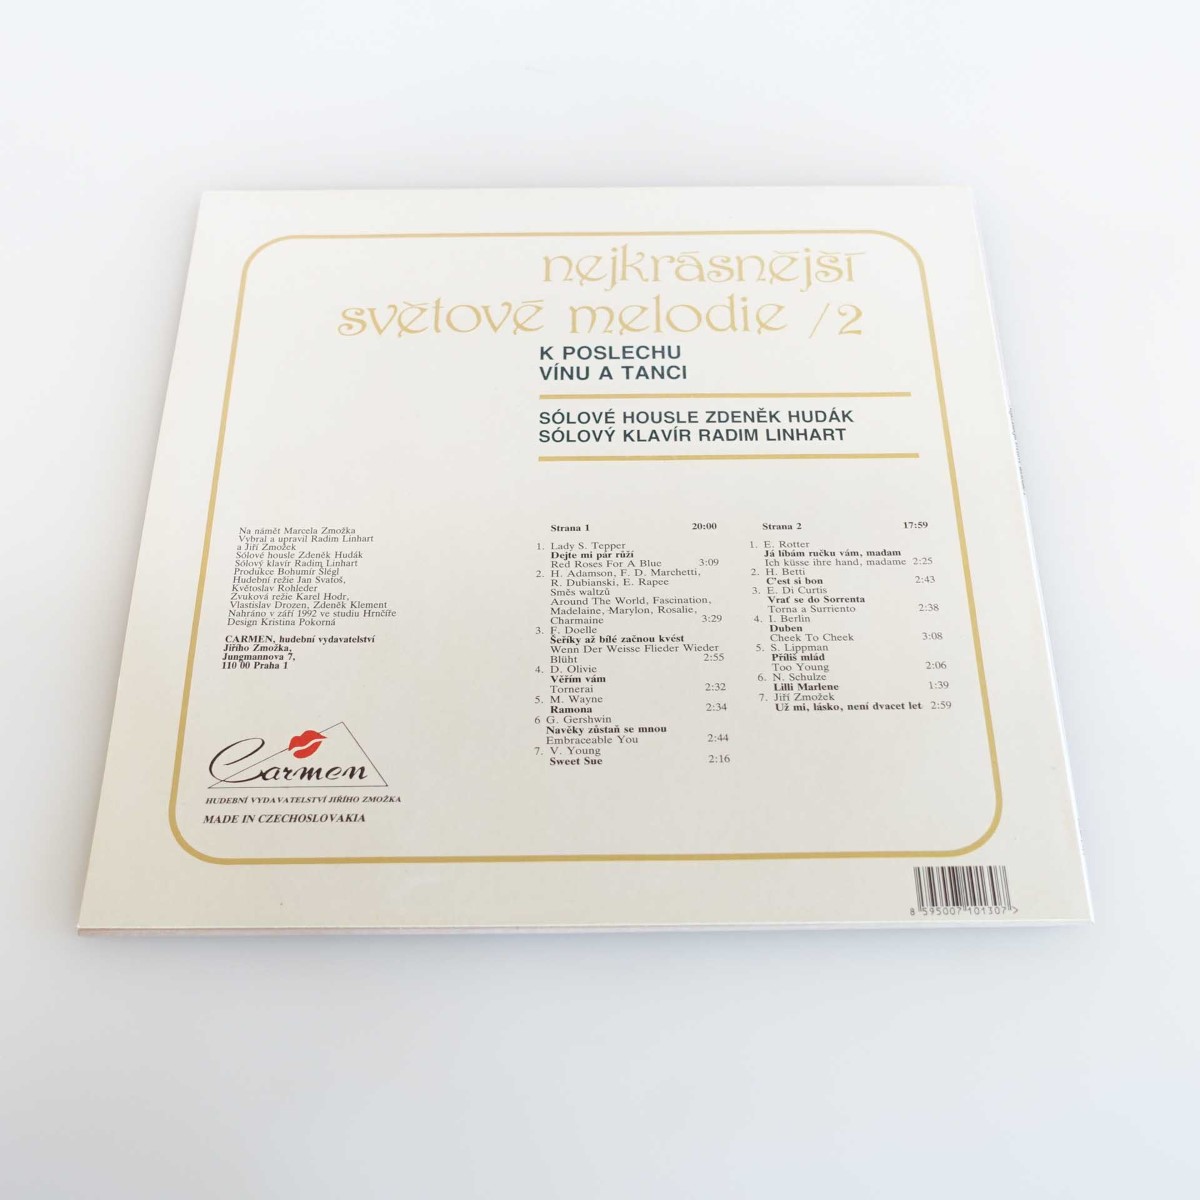 nejkrásnější
světové melodie /2
K POSLECHU
VÍNU A TANCI
SÓLOVÉ HOUSLE ZDENĚK HUDÁK
SÓLOVÝ KLAVÍR RADIM LINHART
Na námět Marcela Zmožka
Vybral a upravil Radim Linhart
a Jiří Zmožek
Sólové housle Zdeněk Hudák
Sólový klavír Radim Linhart
Produkce Bohumír Šlégl
Hudební režie Jan Svatoš,
Květoslav Rohleder
Zvuková režie Karel Hodr,
Vlastislav Drozen, Zdeněk Klement
Nahráno v září 1992 ve studiu Hrnčíře
Design Kristina Pokorná
CARMEN, hudební vydavatelství
Jiřího Zmožka,
Jungmannova 7,
110 00 Praha 1
Carmen
HUDEBNÍ VYDAVATELSTVÍ JIŘÍHO ZMOŽKA
MADE IN CZECHOSLOVAKIA
Strana 1 20:00
1. Lady S. Tepper
Dejte mi pár růží
Red Roses For A Blue 3:09
2. H. Adamson, F. D. Marchetti,
R. Dubianski, E. Rapee
Směs waltzů
Around The World, Fascination,
Madelaine, Marylon, Rosalie,
Charmaine 3:29
3. F. Doelle
Šeříky až bílé začnou kvést
Wenn Der Weisse Flieder Wieder
Blüht 2:55
4. D. Olivie
Věřím vám
Tornerai 2:32
5. M. Wayne
Ramona 2:34
6 G. Gershwin
Navěky zůstaň se mnou
Embraceable You 2:44
7. V. Young
Sweet Sue 2:16
Strana 2 17:59
1. E. Rotter
Já líbám ručku vám, madam
Ich küsse ihre hand, madame 2:25
2. H. Betti
C'est si bon 2:43
3. E. Di Curtis
Vrať se do Sorrenta
Torna a Surriento 2:38
4. I. Berlin
Duben
Cheek To Cheek 3:08
5. S. Lippman
Příliš mlád
Too Young 2:06
6. N. Schulze
Lilli Marlene 1:39
7. Jiří Zmožek
Už mi, lásko, není dvacet let 2:59
8 595007 101307 >